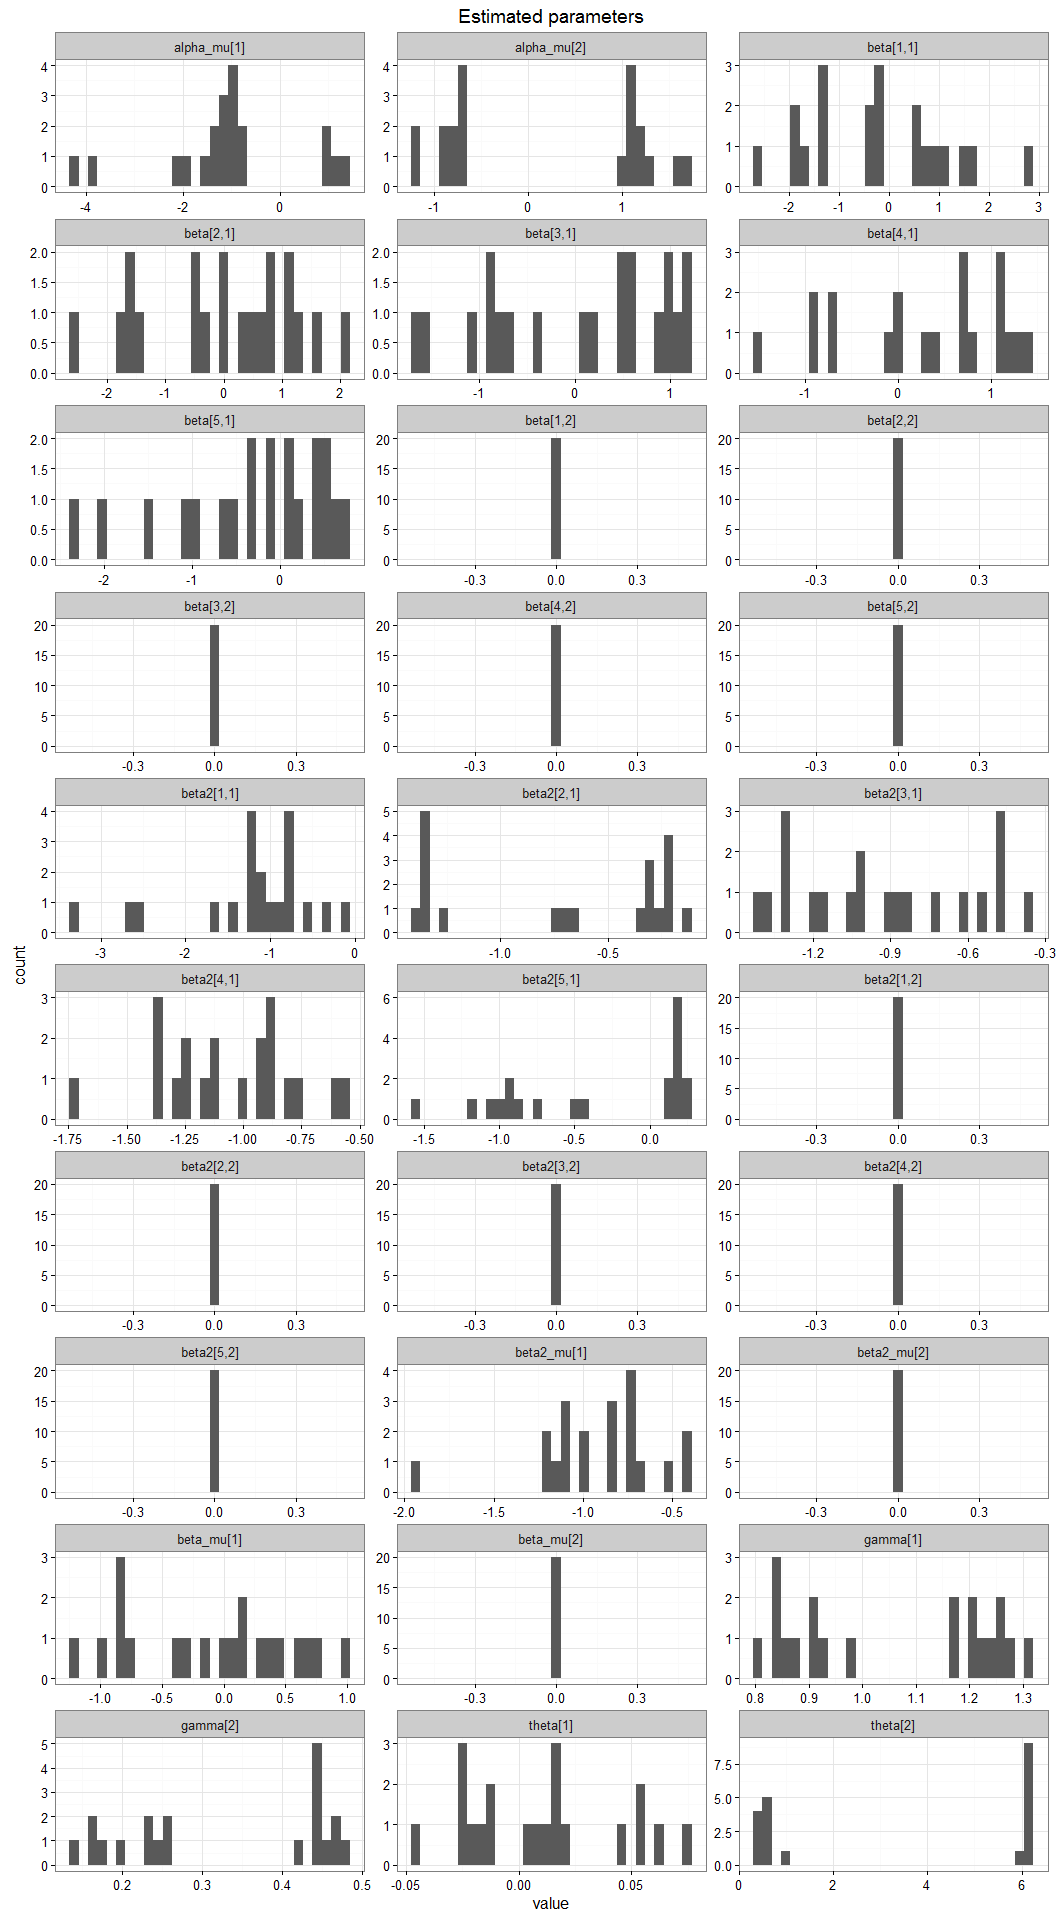 Estimated parameters
alpha_mu[1] alpha_mu[2] beta[1,1]
4 3 2 1 0
4 3 2 1 0
3 2 1 0
-4 -2 0
-1 0 1
-2 -1 0 1 2 3
beta[2,1] beta[3,1] beta[4,1]
2.0 1.5 1.0 0.5 0.0
2.0 1.5 1.0 0.5 0.0
3 2 1 0
-2 -1 0 1 2
-1 0 1
-1 0 1
beta[5,1] beta[1,2] beta[2,2]
2.0 1.5 1.0 0.5 0.0
20 15 10 5 0
20 15 10 5 0
-2 -1 0
-0.3 0.0 0.3
-0.3 0.0 0.3
beta[3,2] beta[4,2] beta[5,2]
20 15 10 5 0
20 15 10 5 0
20 15 10 5 0
-0.3 0.0 0.3
-0.3 0.0 0.3
-0.3 0.0 0.3
beta2[1,1] beta2[2,1] beta2[3,1]
4 3 2 1 0
5 4 3 2 1 0
3 2 1 0
-3 -2 -1 0
-1.0 -0.5
-1.2 -0.9 -0.6 -0.3
count
beta2[4,1] beta2[5,1] beta2[1,2]
3 2 1 0
6 4 2 0
20 15 10 5 0
-1.75 -1.50 -1.25 -1.00 -0.75 -0.50
-1.5 -1.0 -0.5 0.0
-0.3 0.0 0.3
beta2[2,2] beta2[3,2] beta2[4,2]
20 15 10 5 0
20 15 10 5 0
20 15 10 5 0
-0.3 0.0 0.3
-0.3 0.0 0.3
-0.3 0.0 0.3
beta2[5,2] beta2_mu[1] beta2_mu[2]
20 15 10 5 0
4 3 2 1 0
20 15 10 5 0
-0.3 0.0 0.3
-2.0 -1.5 -1.0 -0.5
-0.3 0.0 0.3
beta_mu[1] beta_mu[2] gamma[1]
3 2 1 0
20 15 10 5 0
3 2 1 0
-1.0 -0.5 0.0 0.5 1.0
-0.3 0.0 0.3
0.8 0.9 1.0 1.1 1.2 1.3
gamma[2] theta[1] theta[2]
5 4 3 2 1 0
3 2 1 0
7.5 5.0 2.5 0.0
0.2 0.3 0.4 0.5
-0.05 0.00 0.05
0 2 4 6
value